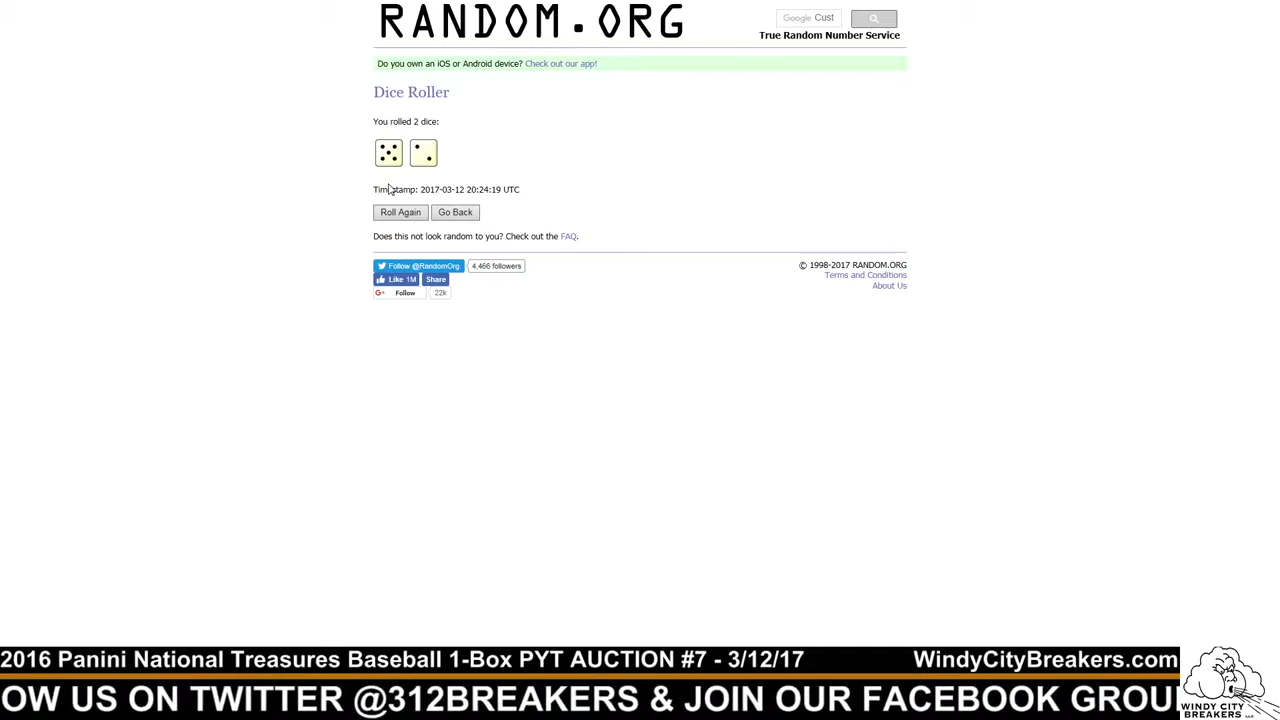 RANDOM.ORG
Google Cust
True Random Number Service
Do you own an iOS or Android device? Check out our app!
Dice Roller
You rolled 2 dice:
Timestamp: 2017-03-12 20:24:19 UTC
Roll Again Go Back
Does this not look random to you? Check out the FAQ.
Follow @RandomOrg 4,466 followers
Like 1M Share
G+ Follow 22k
© 1998-2017 RANDOM.ORG
Terms and Conditions
About Us
2016 Panini National Treasures Baseball 1-Box PYT AUCTION #7 - 3/12/17 WindyCityBreakers.com
OW US ON TWITTER @312BREAKERS & JOIN OUR FACEBOOK GROU
WINDY CITY
BREAKERS LLC